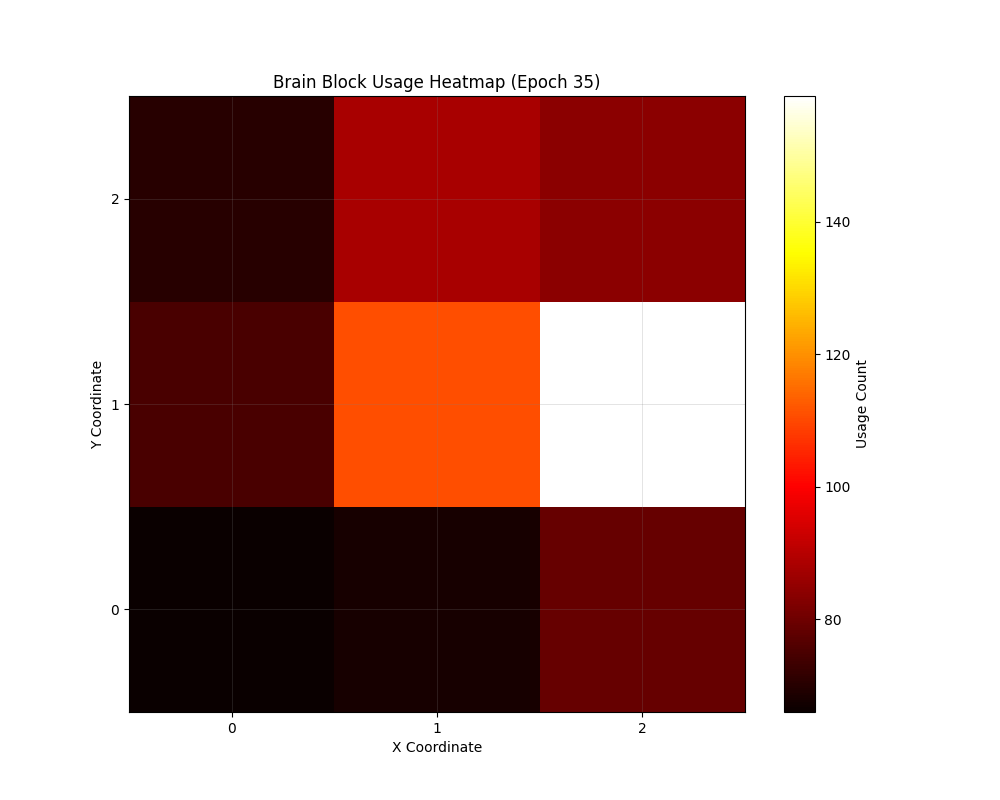 Brain Block Usage Heatmap (Epoch 35)
2
1
0
Y Coordinate
0 1 2
X Coordinate
140
120
100
80
Usage Count